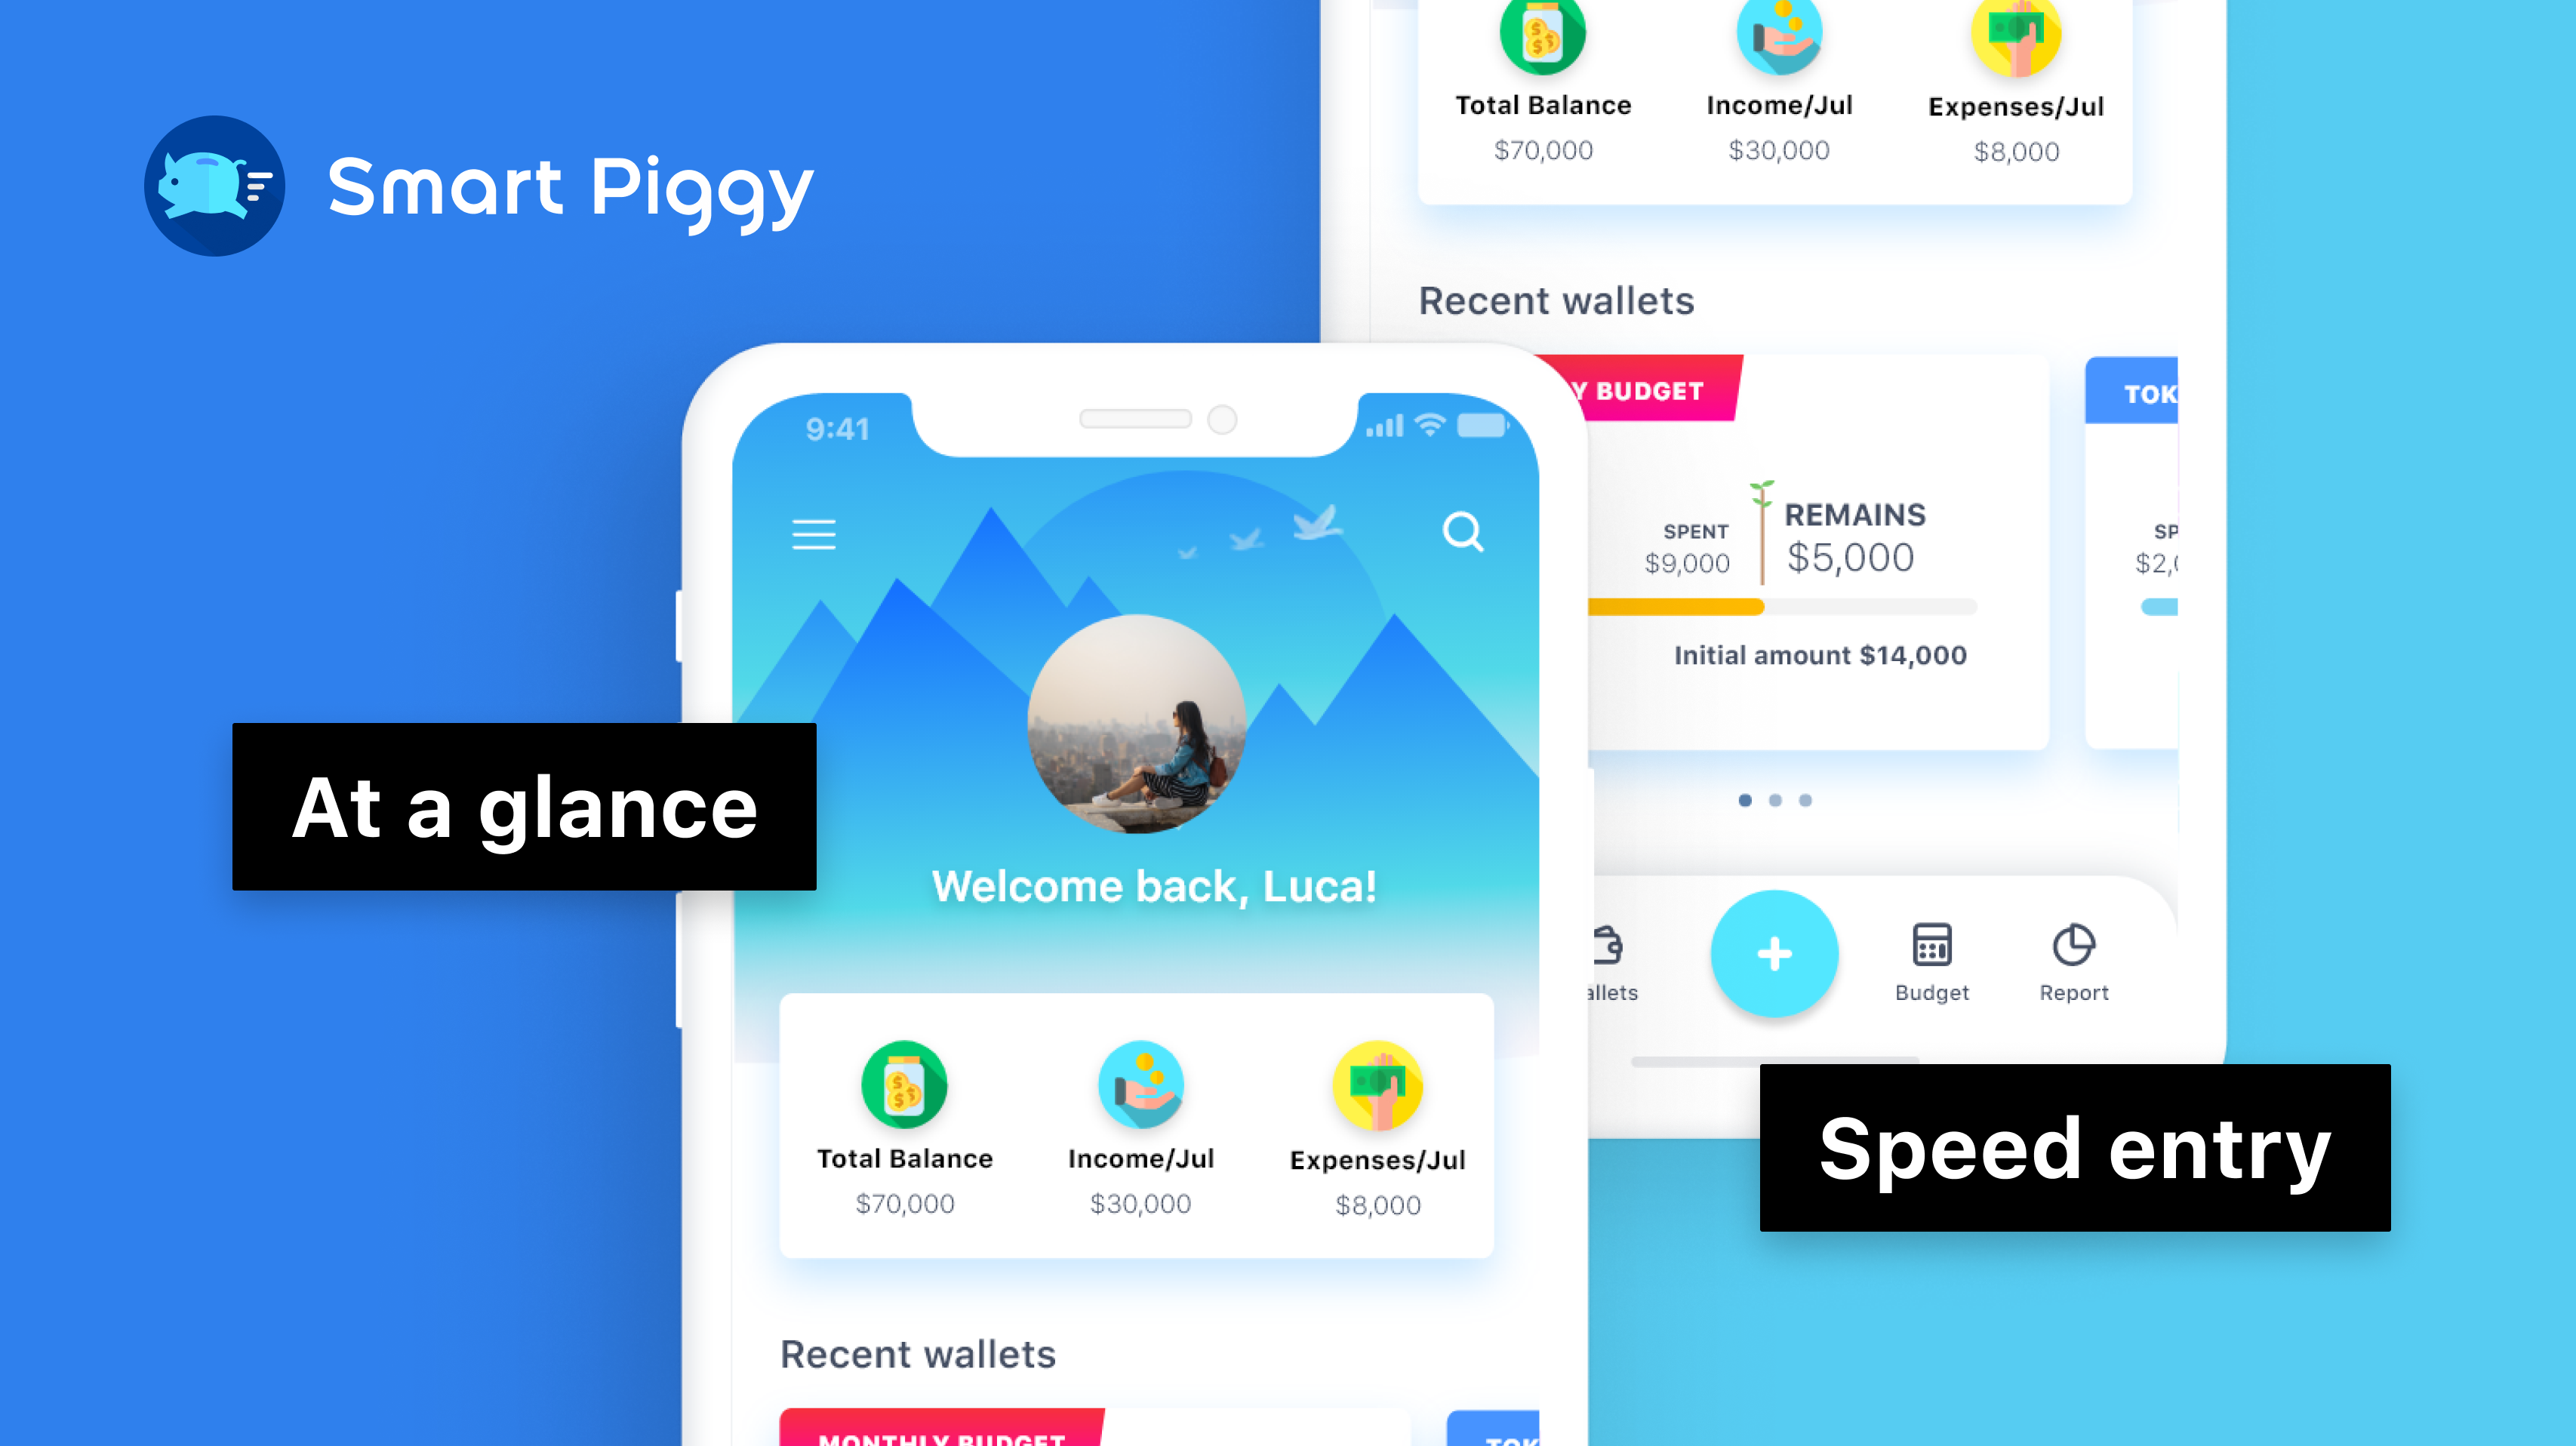 Smart Piggy
Total Balance
$70,000
Income/Jul
$30,000
Expenses/Jul
$8,000
Recent wallets
Y BUDGET
TOK
SPENT
$9,000
REMAINS
$5,000
SP
$2,0
Initial amount $14,000
allets
+
Budget
Report
9:41
Welcome back, Luca!
At a glance
Speed entry
Total Balance
$70,000
Income/Jul
$30,000
Expenses/Jul
$8,000
Recent wallets
MONTHLY BUDGET
TOK